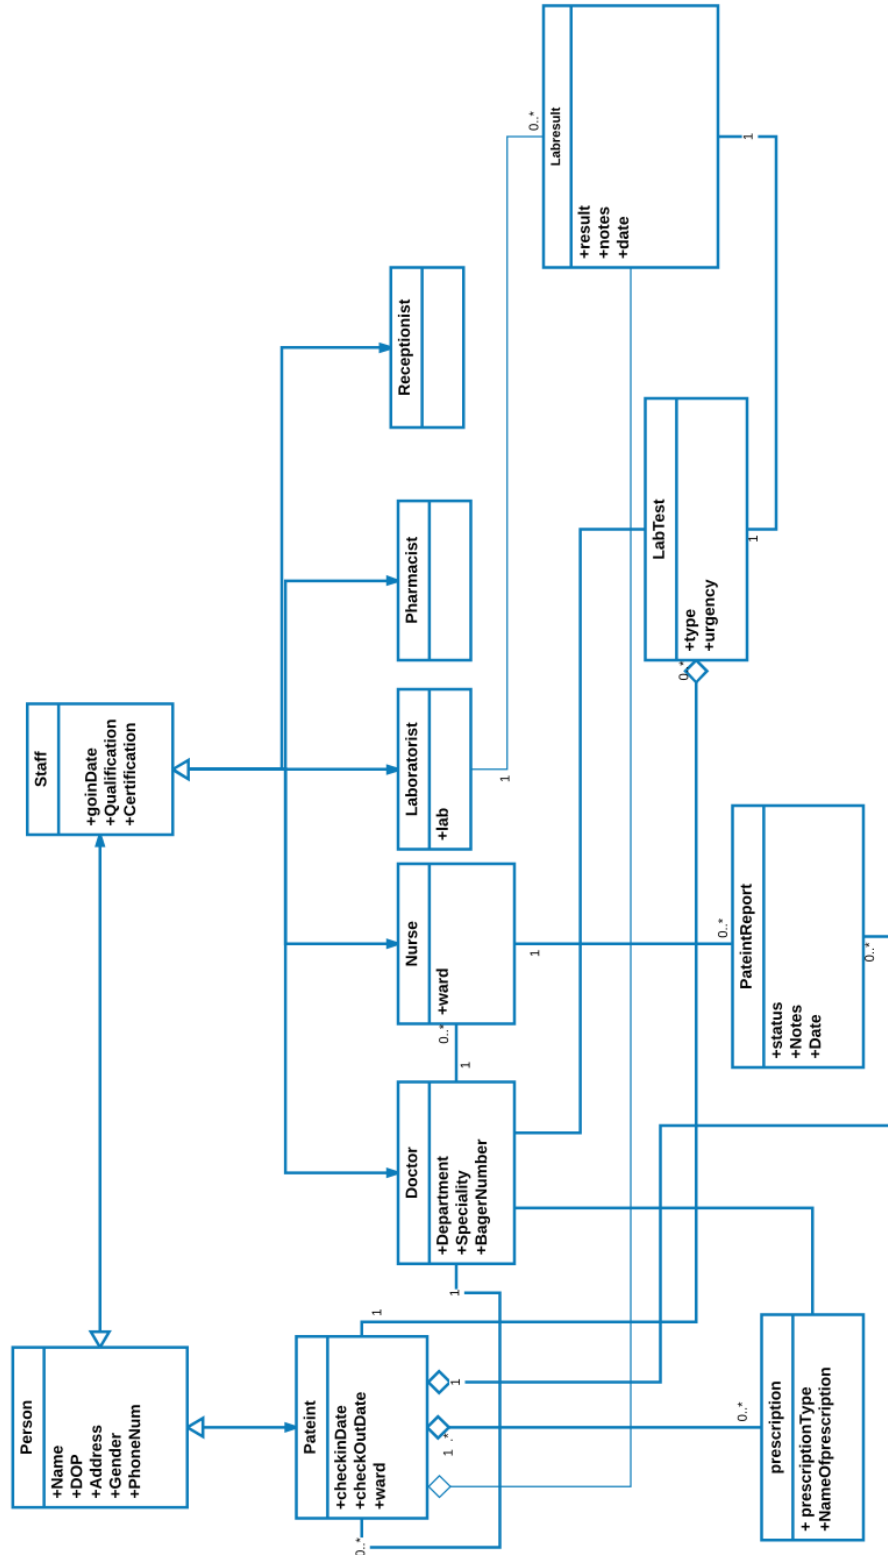 Person
+Name
+DOP
+Address
+Gender
+PhoneNum
Staff
+goinDate
+Qualification
+Certification
Pateint
+checkinDate
+checkOutDate
+ward
Doctor
+Department
+Speciality
+BagerNumber
Nurse
+ward
Laboratorist
+lab
Pharmacist
Receptionist
prescription
+ prescriptionType
+NameOfprescription
PateintReport
+status
+Notes
+Date
LabTest
+type
+urgency
Labresult
+result
+notes
+date
0..*
1
1
1
0..*
1
0..*
1
0..*
1
0..*
1 .*
0..*
1
0..*
1
1